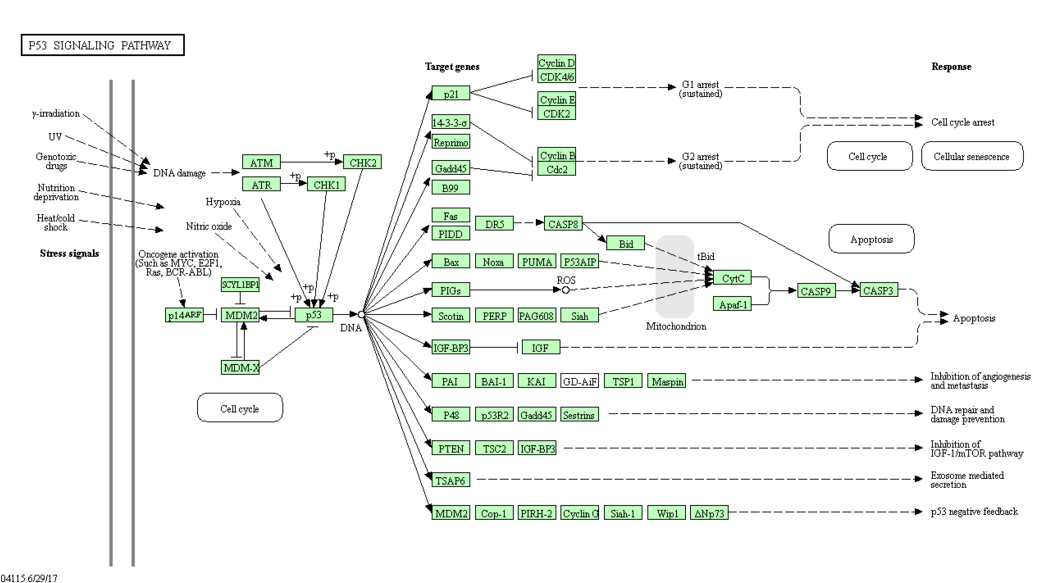 P53 SIGNALING PATHWAY
Target genes
Response
Stress signals
γ-irradiation
UV
Genotoxic
drugs
Nutrition
deprivation
Heat/cold
shock
DNA damage
ATM
+p
CHK2
ATR
+p
CHK1
Hypoxia
Nitric oxide
Oncogene activation
(Such as MYC, E2F1,
Ras, BCR-ABL)
SCYL1BP1
p14ARF
MDM2
+p
+p
p53
DNA
MDM-X
Cell cycle
p21
Cyclin D
CDK4/6
Cyclin E
CDK2
G1 arrest
(sustained)
14-3-3-σ
Reprimo
Gadd45
B99
Cyclin B
Cdc2
G2 arrest
(sustained)
Cell cycle arrest
Cell cycle
Cellular senescence
Fas
PIDD
DR5
CASP8
Bid
tBid
Apoptosis
Bax
Noxa
PUMA
P53AIP
CytC
PIGs
ROS
Apaf-1
CASP9
CASP3
Scotin
PERP
PAG608
Siah
Mitochondrion
Apoptosis
IGF-BP3
IGF
PAI
BAI-1
KAI
GD-AiF
TSP1
Maspin
Inhibition of angiogenesis
and metastasis
P48
p53R2
Gadd45
Sestrins
DNA repair and
damage prevention
PTEN
TSC2
IGF-BP3
Inhibition of
IGF-1/mTOR pathway
TSAP6
Exosome mediated
secretion
MDM2
Cop-1
PIRH-2
Cyclin G
Siah-1
Wip1
ΔNp73
p53 negative feedback
04115 6/29/17